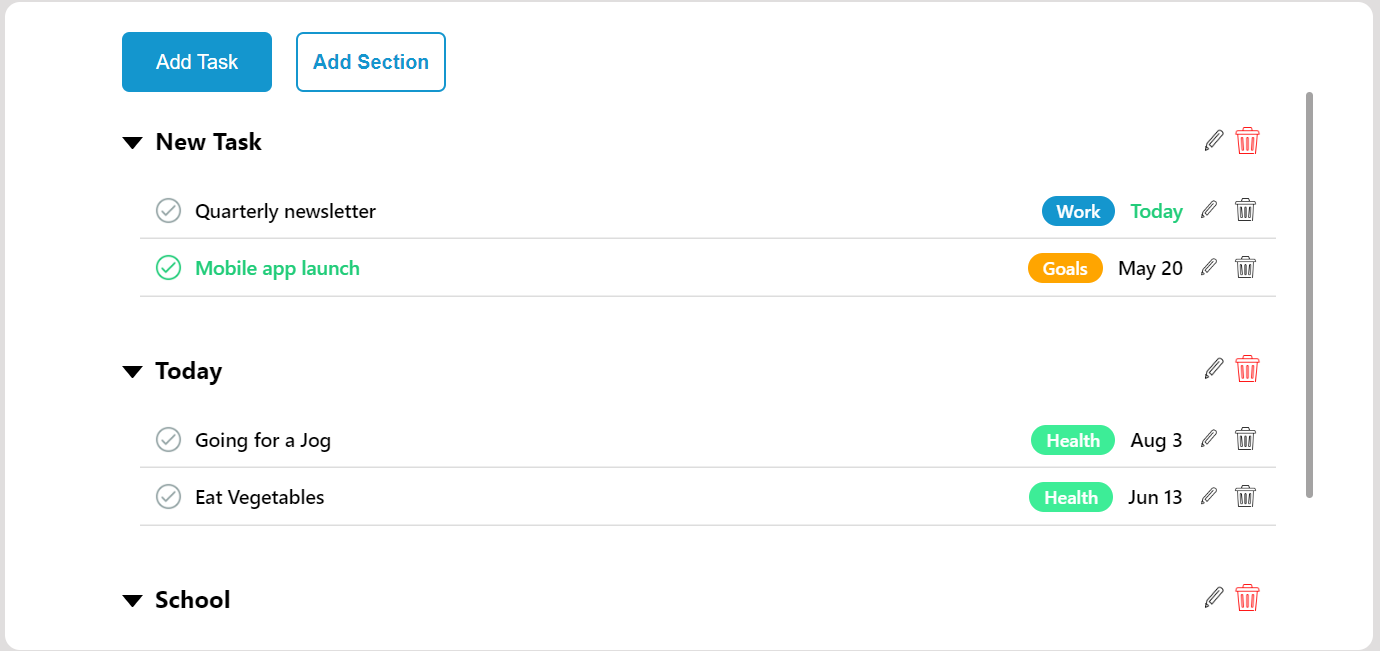 Add Task Add Section
New Task
Quarterly newsletter Work Today
Mobile app launch Goals May 20
Today
Going for a Jog Health Aug 3
Eat Vegetables Health Jun 13
School